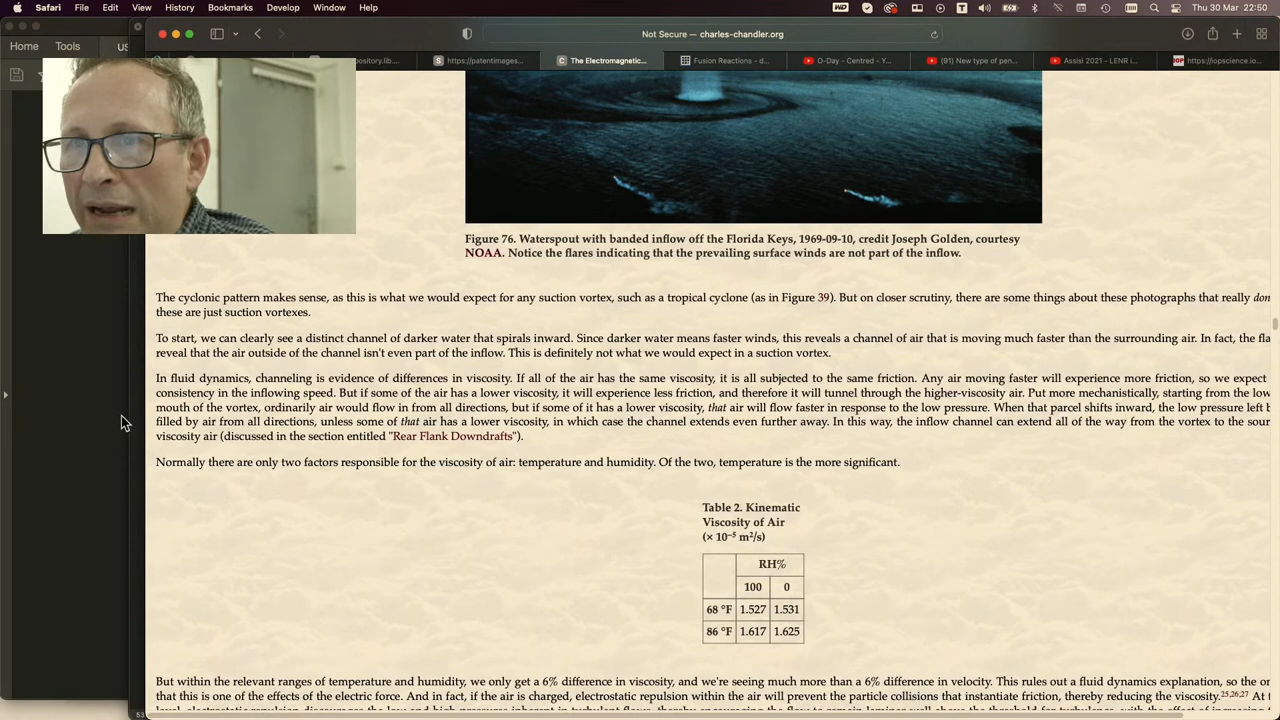 Safari File Edit View History Bookmarks Develop Window Help Thu 30 Mar 22:50
Home Tools
Not Secure — charles-chandler.org
ository.lib.... https://patentimages... The Electromagnetic... Fusion Reactions - d... O-Day - Centred - Y... (91) New type of pen... Assisi 2021 - LENR i... IOP https://iopscience.io...
Figure 76. Waterspout with banded inflow off the Florida Keys, 1969-09-10, credit Joseph Golden, courtesy
NOAA. Notice the flares indicating that the prevailing surface winds are not part of the inflow.
The cyclonic pattern makes sense, as this is what we would expect for any suction vortex, such as a tropical cyclone (as in Figure 39). But on closer scrutiny, there are some things about these photographs that really don
these are just suction vortexes.
To start, we can clearly see a distinct channel of darker water that spirals inward. Since darker water means faster winds, this reveals a channel of air that is moving much faster than the surrounding air. In fact, the fla
reveal that the air outside of the channel isn't even part of the inflow. This is definitely not what we would expect in a suction vortex.
In fluid dynamics, channeling is evidence of differences in viscosity. If all of the air has the same viscosity, it is all subjected to the same friction. Any air moving faster will experience more friction, so we expect
consistency in the inflowing speed. But if some of the air has a lower viscosity, it will experience less friction, and therefore it will tunnel through the higher-viscosity air. Put more mechanistically, starting from the low
mouth of the vortex, ordinarily air would flow in from all directions, but if some of it has a lower viscosity, that air will flow faster in response to the low pressure. When that parcel shifts inward, the low pressure left b
filled by air from all directions, unless some of that air has a lower viscosity, in which case the channel extends even further away. In this way, the inflow channel can extend all of the way from the vortex to the sour
viscosity air (discussed in the section entitled "Rear Flank Downdrafts").
Normally there are only two factors responsible for the viscosity of air: temperature and humidity. Of the two, temperature is the more significant.
Table 2. Kinematic
Viscosity of Air
(× 10⁻⁵ m²/s)
RH%
100 0
68 °F 1.527 1.531
86 °F 1.617 1.625
But within the relevant ranges of temperature and humidity, we only get a 6% difference in viscosity, and we're seeing much more than a 6% difference in velocity. This rules out a fluid dynamics explanation, so the on
that this is one of the effects of the electric force. And in fact, if the air is charged, electrostatic repulsion within the air will prevent the particle collisions that instantiate friction, thereby reducing the viscosity.25,26,27 At